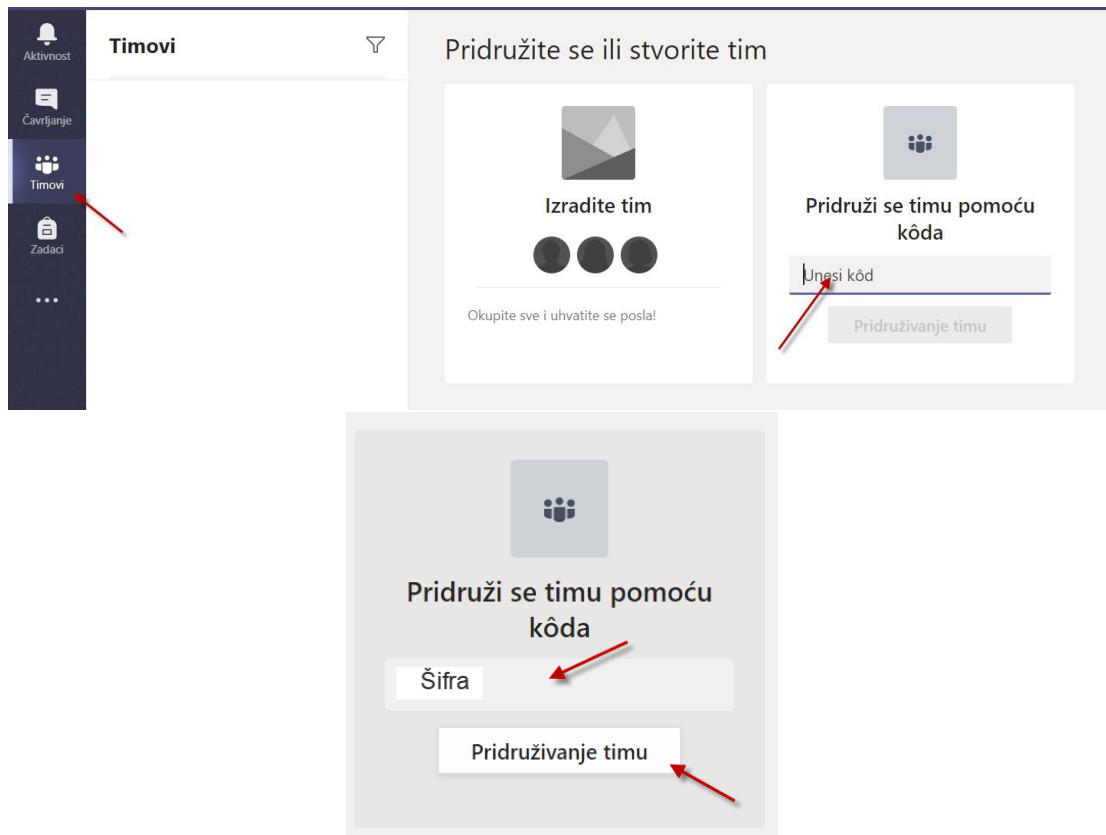 Aktivnost
Čavrljanje
Timovi
Zadaci
Timovi
Pridružite se ili stvorite tim
Izradite tim
Okupite sve i uhvatite se posla!
Pridruži se timu pomoću
kôda
Unesi kôd
Pridruživanje timu
Pridruži se timu pomoću
kôda
Šifra
Pridruživanje timu